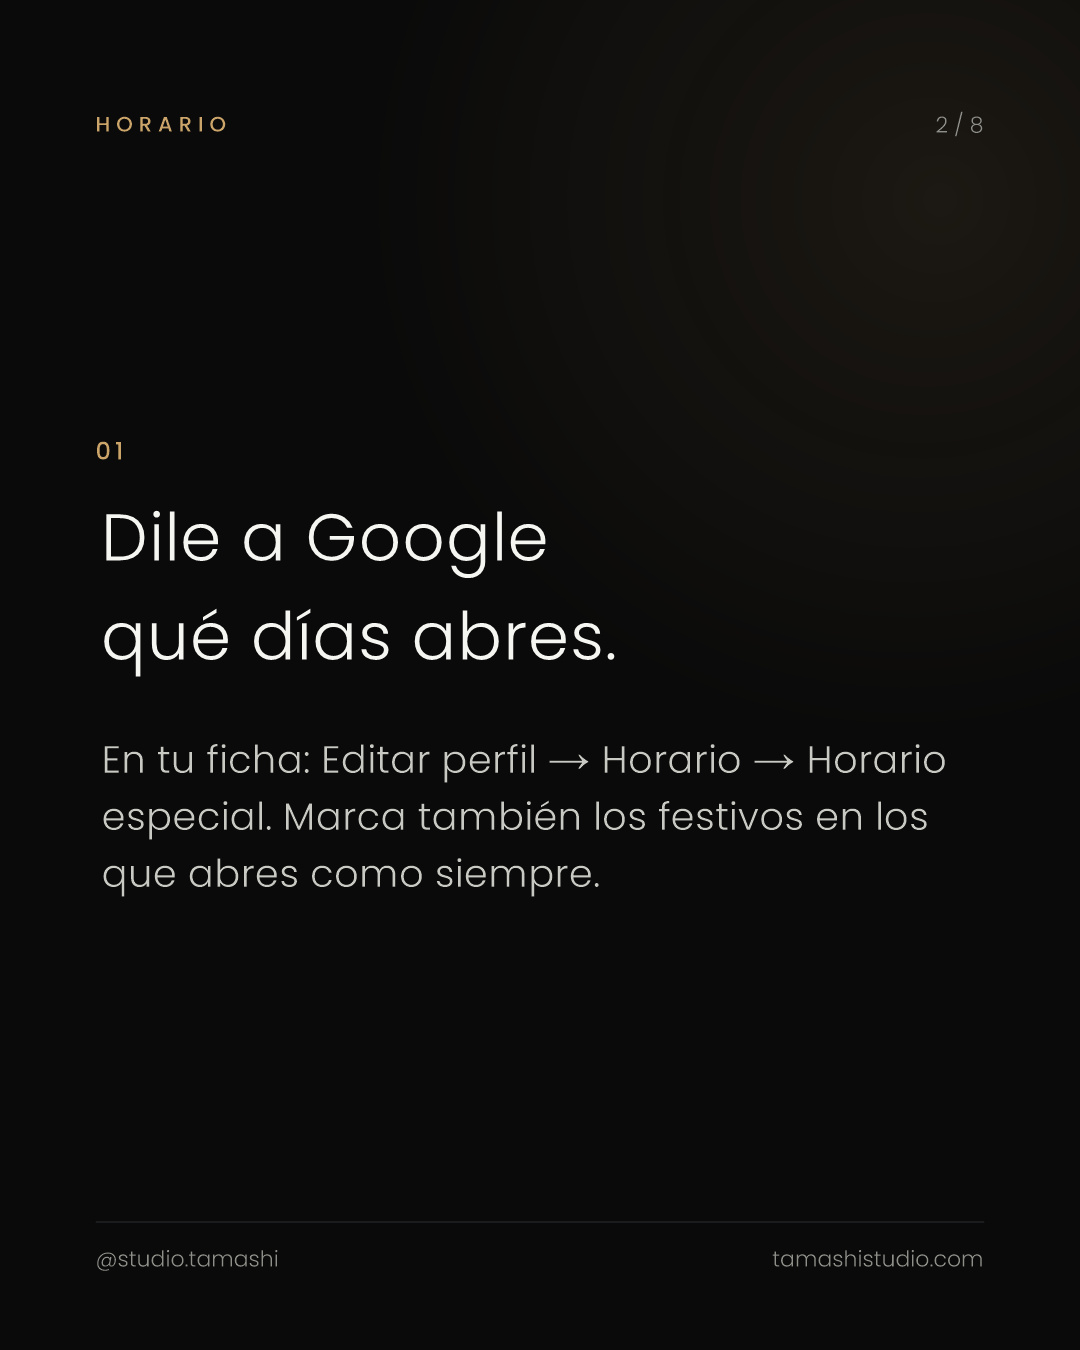 HORARIO
2 / 8
01
Dile a Google
qué días abres.
En tu ficha: Editar perfil → Horario → Horario
especial. Marca también los festivos en los
que abres como siempre.
@studio.tamashi
tamashistudio.com